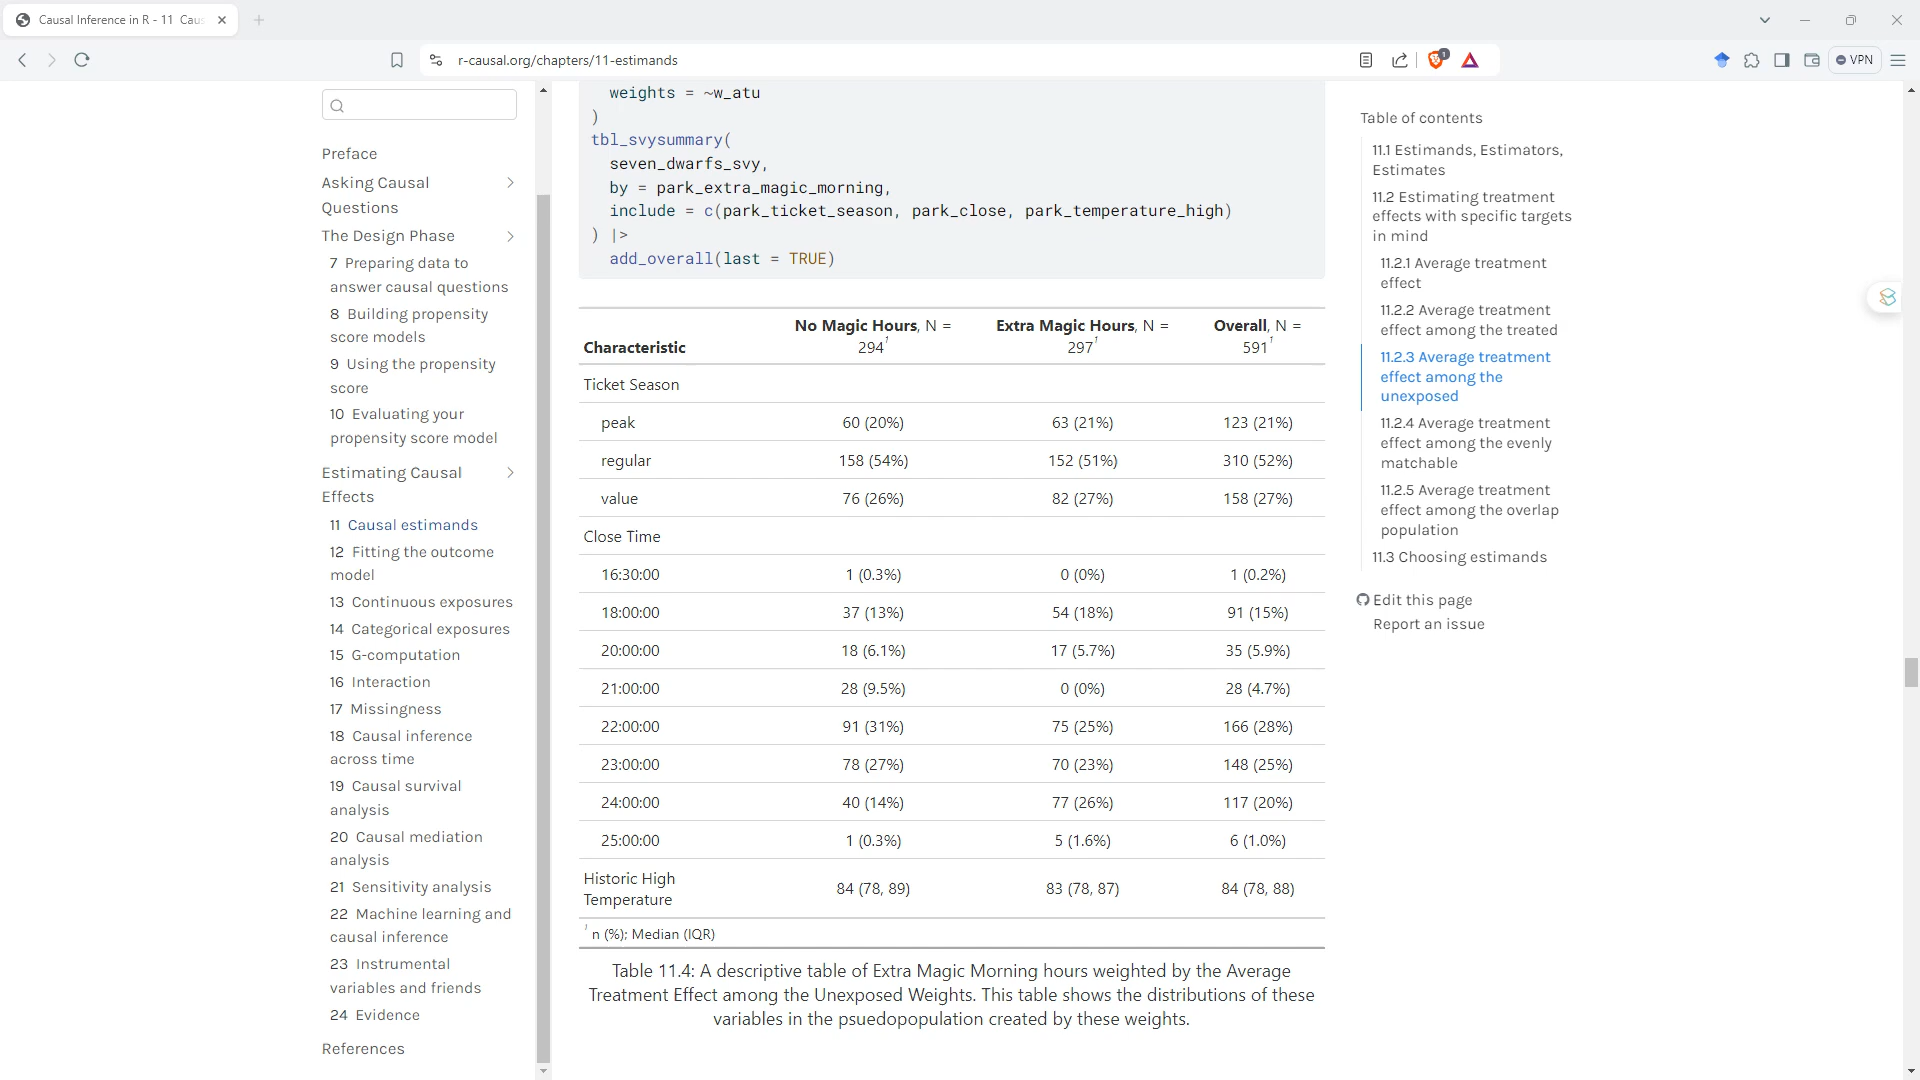 Causal Inference in R - 11 Caus
r-causal.org/chapters/11-estimands
1
VPN
Preface
Asking Causal
Questions
The Design Phase
7 Preparing data to
answer causal questions
8 Building propensity
score models
9 Using the propensity
score
10 Evaluating your
propensity score model
Estimating Causal
Effects
11 Causal estimands
12 Fitting the outcome
model
13 Continuous exposures
14 Categorical exposures
15 G-computation
16 Interaction
17 Missingness
18 Causal inference
across time
19 Causal survival
analysis
20 Causal mediation
analysis
21 Sensitivity analysis
22 Machine learning and
causal inference
23 Instrumental
variables and friends
24 Evidence
References
weights = ~w_atu
)
tbl_svysummary(
seven_dwarfs_svy,
by = park_extra_magic_morning,
include = c(park_ticket_season, park_close, park_temperature_high)
) |>
add_overall(last = TRUE)
Characteristic No Magic Hours, N = 294¹ Extra Magic Hours, N = 297¹ Overall, N = 591¹
Ticket Season
peak 60 (20%) 63 (21%) 123 (21%)
regular 158 (54%) 152 (51%) 310 (52%)
value 76 (26%) 82 (27%) 158 (27%)
Close Time
16:30:00 1 (0.3%) 0 (0%) 1 (0.2%)
18:00:00 37 (13%) 54 (18%) 91 (15%)
20:00:00 18 (6.1%) 17 (5.7%) 35 (5.9%)
21:00:00 28 (9.5%) 0 (0%) 28 (4.7%)
22:00:00 91 (31%) 75 (25%) 166 (28%)
23:00:00 78 (27%) 70 (23%) 148 (25%)
24:00:00 40 (14%) 77 (26%) 117 (20%)
25:00:00 1 (0.3%) 5 (1.6%) 6 (1.0%)
Historic High
Temperature 84 (78, 89) 83 (78, 87) 84 (78, 88)
¹ n (%); Median (IQR)
Table 11.4: A descriptive table of Extra Magic Morning hours weighted by the Average
Treatment Effect among the Unexposed Weights. This table shows the distributions of these
variables in the psuedopopulation created by these weights.
Table of contents
11.1 Estimands, Estimators,
Estimates
11.2 Estimating treatment
effects with specific targets
in mind
11.2.1 Average treatment
effect
11.2.2 Average treatment
effect among the treated
11.2.3 Average treatment
effect among the
unexposed
11.2.4 Average treatment
effect among the evenly
matchable
11.2.5 Average treatment
effect among the overlap
population
11.3 Choosing estimands
Edit this page
Report an issue